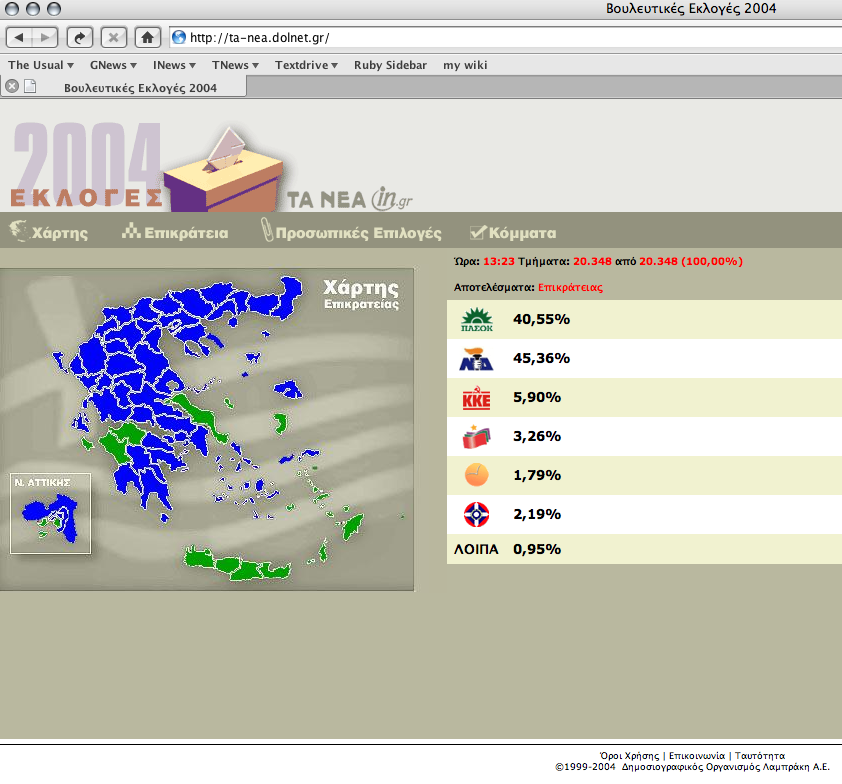 Βουλευτικές Εκλογές 2004
http://ta-nea.dolnet.gr/
The Usual GNews INews TNews Textdrive Ruby Sidebar my wiki
Βουλευτικές Εκλογές 2004
2004
ΕΚΛΟΓΕΣ
ΤΑ ΝΕΑ in.gr
Χάρτης Επικράτεια Προσωπικές Επιλογές Κόμματα
Ώρα: 13:23 Τμήματα: 20.348 από 20.348 (100,00%)
Αποτελέσματα: Επικράτειας
Χάρτης
Επικρατείας
Ν. ΑΤΤΙΚΗΣ
ΠΑΣΟΚ 40,55%
ΝΔ 45,36%
ΚΚΕ 5,90%
3,26%
1,79%
2,19%
ΛΟΙΠΑ 0,95%
Όροι Χρήσης | Επικοινωνία | Ταυτότητα
©1999-2004 Δημοσιογραφικός Οργανισμός Λαμπράκη Α.Ε.